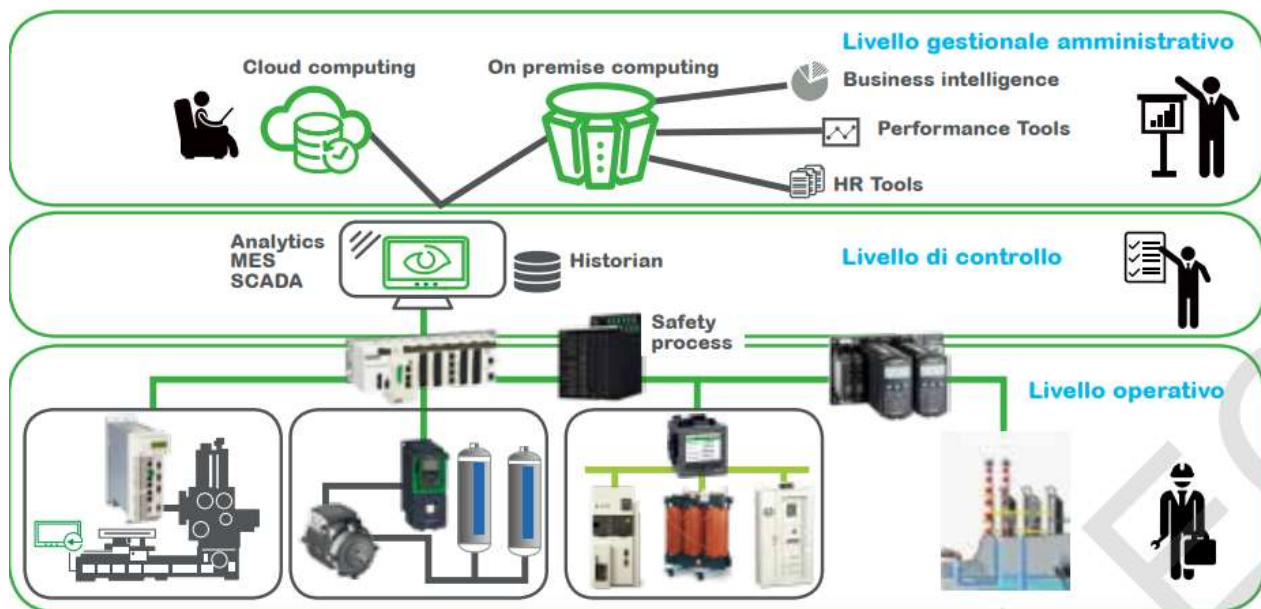 Livello gestionale amministrativo
Cloud computing
On premise computing
Business intelligence
Performance Tools
HR Tools
Analytics
MES
SCADA
Historian
Livello di controllo
Safety
process
Livello operativo